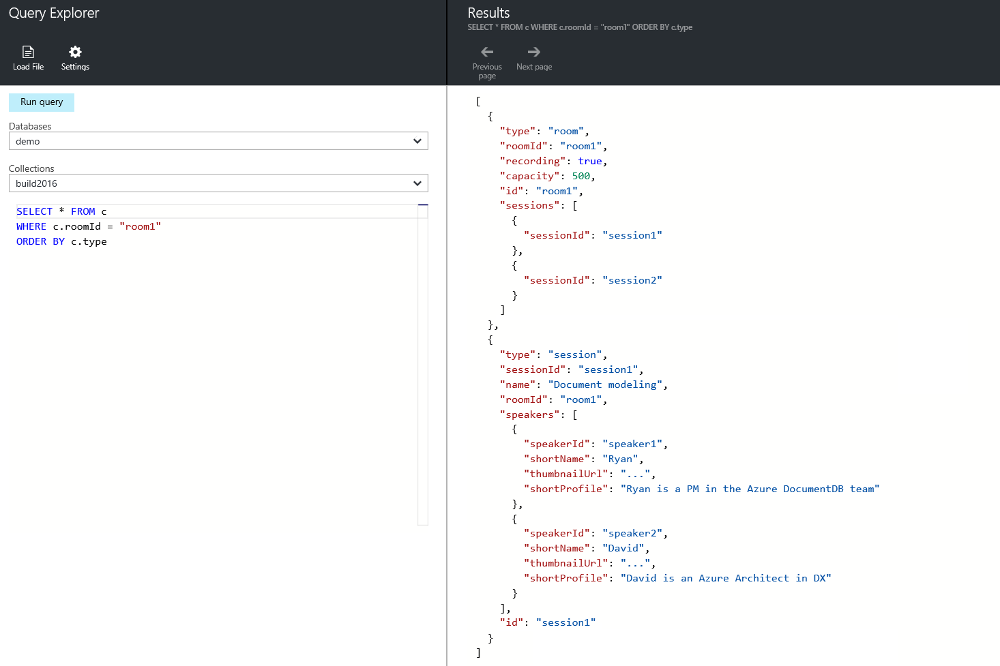 Query Explorer
Load File
Settings
Run query
Databases
demo
Collections
build2016
SELECT * FROM c
WHERE c.roomId = "room1"
ORDER BY c.type
Results
SELECT * FROM c WHERE c.roomId = "room1" ORDER BY c.type
Previous page
Next page
[
  {
    "type": "room",
    "roomId": "room1",
    "recording": true,
    "capacity": 500,
    "id": "room1",
    "sessions": [
      {
        "sessionId": "session1"
      },
      {
        "sessionId": "session2"
      }
    ]
  },
  {
    "type": "session",
    "sessionId": "session1",
    "name": "Document modeling",
    "roomId": "room1",
    "speakers": [
      {
        "speakerId": "speaker1",
        "shortName": "Ryan",
        "thumbnailUrl": "...",
        "shortProfile": "Ryan is a PM in the Azure DocumentDB team"
      },
      {
        "speakerId": "speaker2",
        "shortName": "David",
        "thumbnailUrl": "...",
        "shortProfile": "David is an Azure Architect in DX"
      }
    ],
    "id": "session1"
  }
]